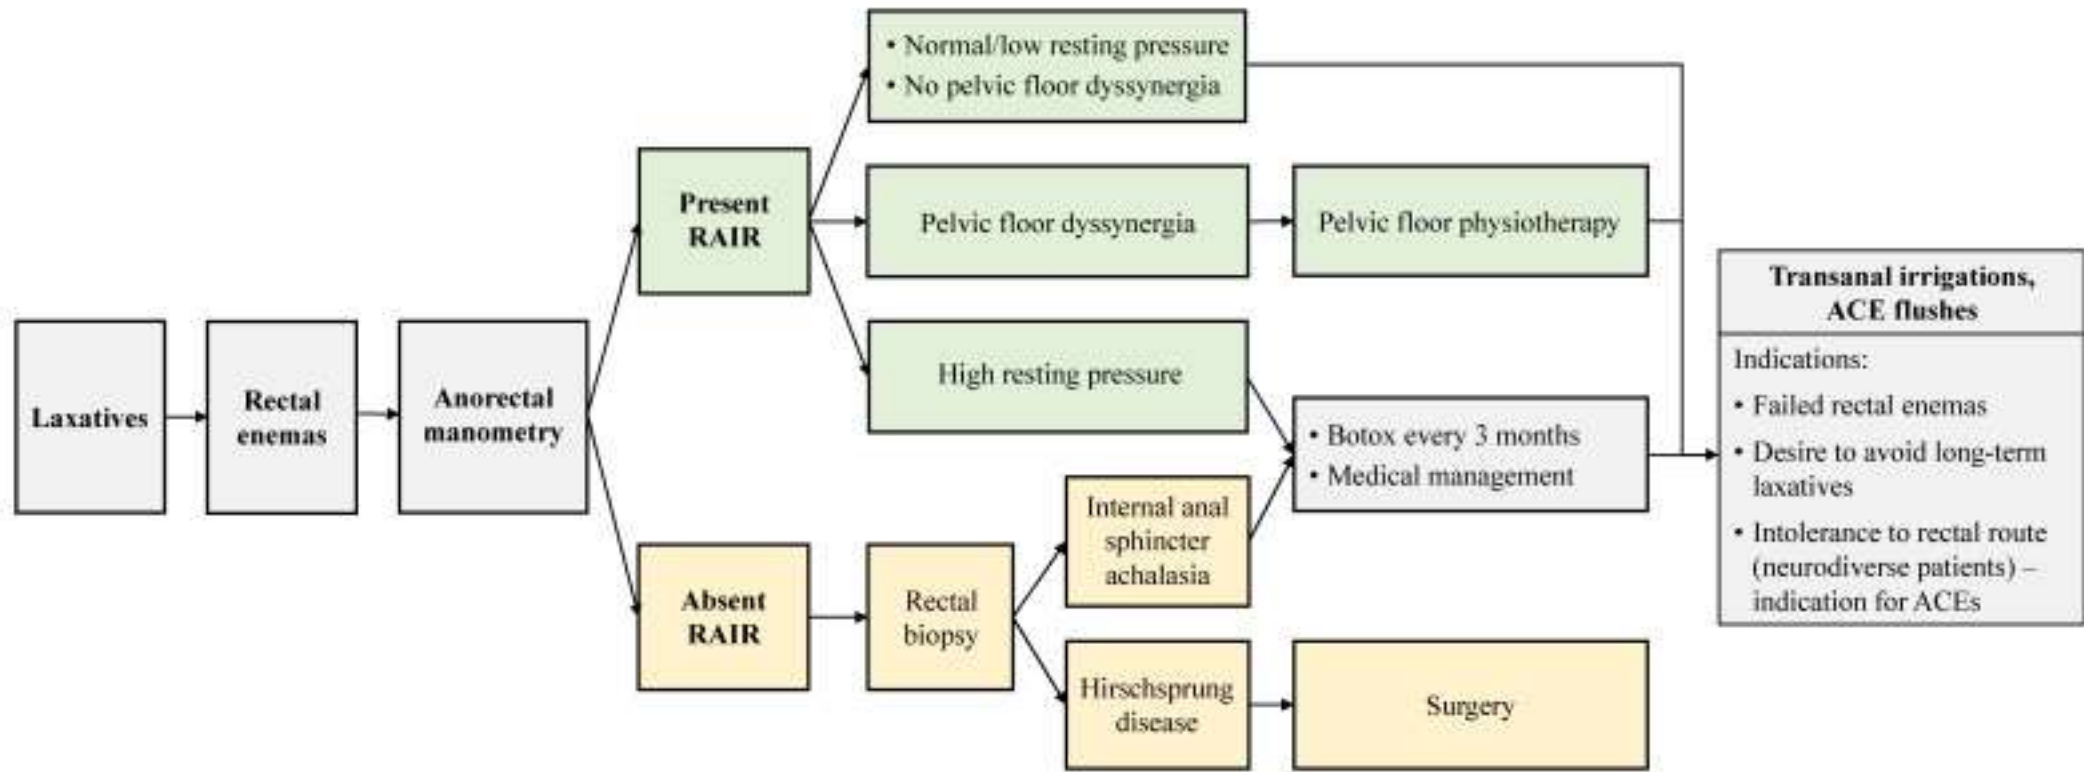 Laxatives
Rectal
enemas
Anorectal
manometry
Present
RAIR
• Normal/low resting pressure
• No pelvic floor dyssynergia
Pelvic floor dyssynergia
Pelvic floor physiotherapy
High resting pressure
• Botox every 3 months
• Medical management
Absent
RAIR
Rectal
biopsy
Internal anal
sphincter
achalasia
Hirschsprung
disease
Surgery
Transanal irrigations,
ACE flushes
Indications:
• Failed rectal enemas
• Desire to avoid long-term
laxatives
• Intolerance to rectal route
(neurodiverse patients) –
indication for ACEs